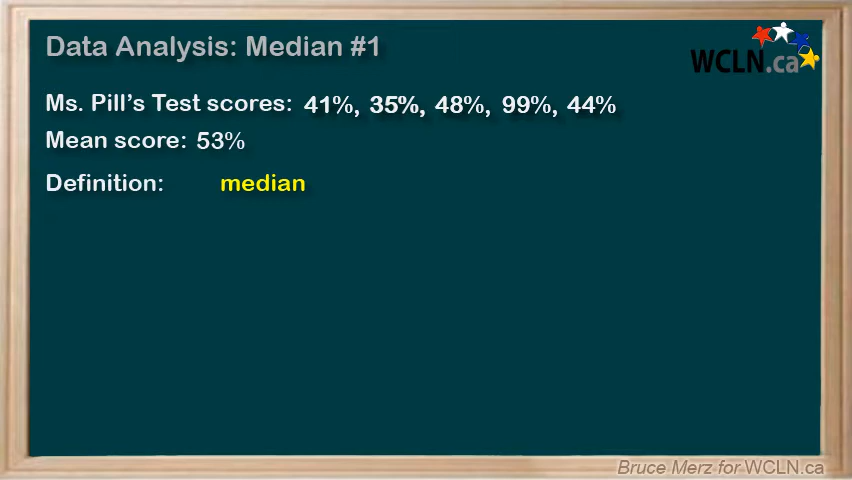 Data Analysis: Median #1
WCLN.ca
Ms. Pill's Test scores: 41%, 35%, 48%, 99%, 44%
Mean score: 53%
Definition: median
Bruce Merz for WCLN.ca